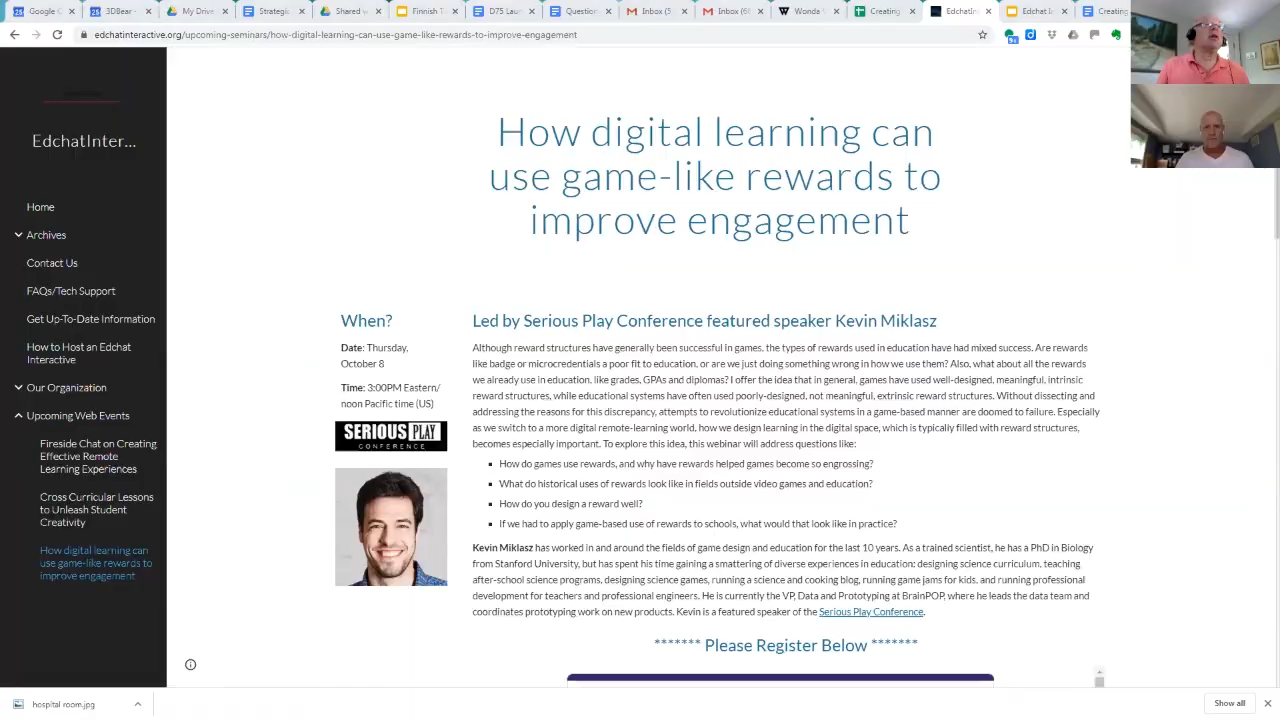 Google C
3DBear -
My Drive
Strategic
Shared v
Finnish T
D75 Lau
Question
Inbox (5
Inbox (6
Wonda
Creating
EdchatIn
Edchat I
Creating
edchatinteractive.org/upcoming-seminars/how-digital-learning-can-use-game-like-rewards-to-improve-engagement
EdchatInter...
Home
Archives
Contact Us
FAQs/Tech Support
Get Up-To-Date Information
How to Host an Edchat
Interactive
Our Organization
Upcoming Web Events
Fireside Chat on Creating
Effective Remote
Learning Experiences
Cross Curricular Lessons
to Unleash Student
Creativity
How digital learning can
use game-like rewards to
improve engagement
How digital learning can
use game-like rewards to
improve engagement
When?
Date: Thursday,
October 8
Time: 3:00PM Eastern/
noon Pacific time (US)
SERIOUS PLAY
CONFERENCE
Led by Serious Play Conference featured speaker Kevin Miklasz
Although reward structures have generally been successful in games, the types of rewards used in education have had mixed success. Are rewards
like badge or microcredentials a poor fit to education, or are we just doing something wrong in how we use them? Also, what about all the rewards
we already use in education, like grades, GPAs and diplomas? I offer the idea that in general, games have used well-designed, meaningful, intrinsic
reward structures, while educational systems have often used poorly-designed, not meaningful, extrinsic reward structures. Without dissecting and
addressing the reasons for this discrepancy, attempts to revolutionize educational systems in a game-based manner are doomed to failure. Especially
as we switch to a more digital remote-learning world, how we design learning in the digital space, which is typically filled with reward structures,
becomes especially important. To explore this idea, this webinar will address questions like:
How do games use rewards, and why have rewards helped games become so engrossing?
What do historical uses of rewards look like in fields outside video games and education?
How do you design a reward well?
If we had to apply game-based use of rewards to schools, what would that look like in practice?
Kevin Miklasz has worked in and around the fields of game design and education for the last 10 years. As a trained scientist, he has a PhD in Biology
from Stanford University, but has spent his time gaining a smattering of diverse experiences in education: designing science curriculum, teaching
after-school science programs, designing science games, running a science and cooking blog, running game jams for kids, and running professional
development for teachers and professional engineers. He is currently the VP, Data and Prototyping at BrainPOP, where he leads the data team and
coordinates prototyping work on new products. Kevin is a featured speaker of the Serious Play Conference.
******* Please Register Below *******
hospital room.jpg
Show all